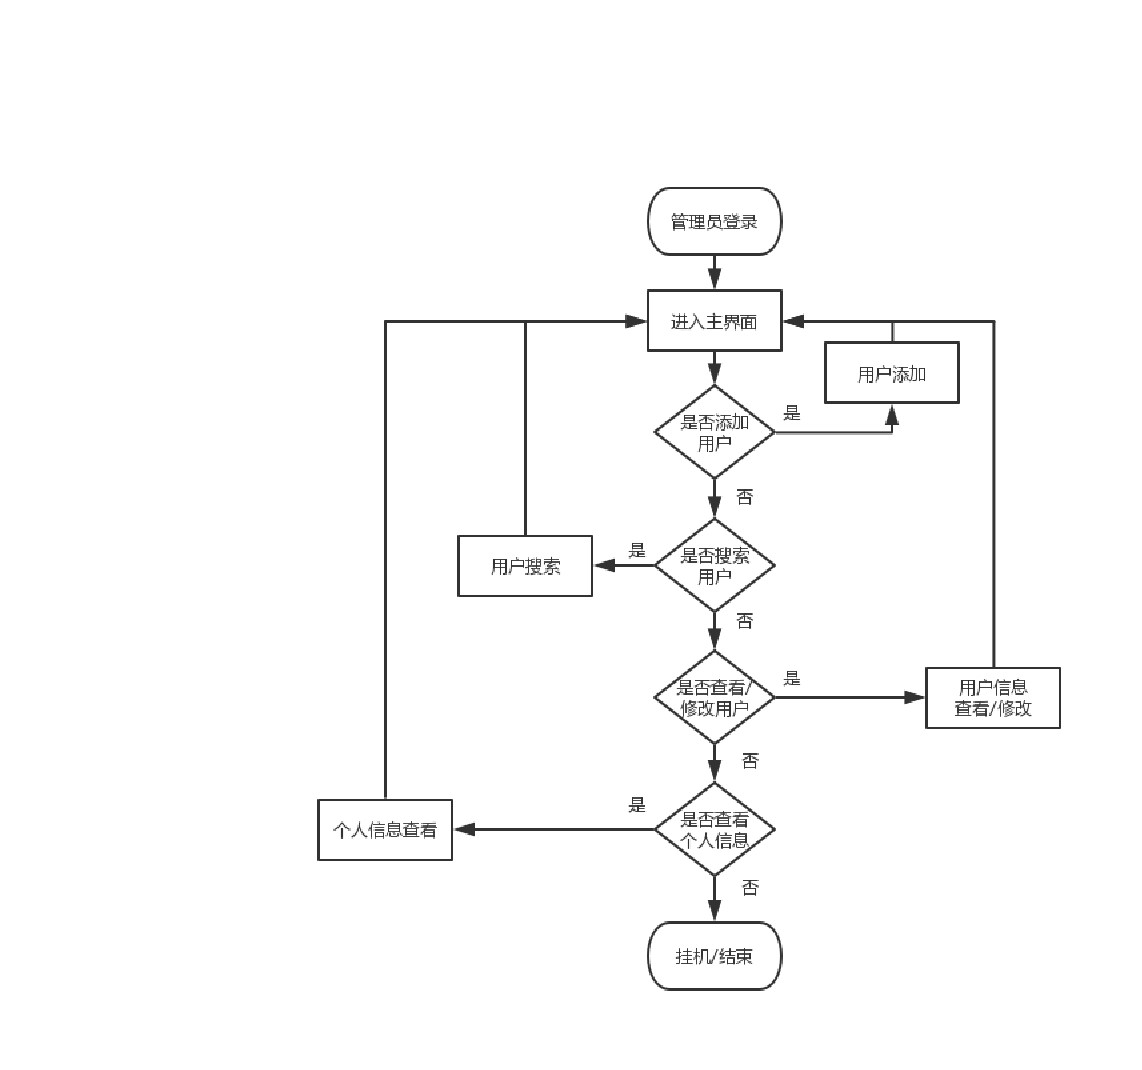 管理员登录
进入主界面
用户添加
是否添加
用户
是
否
用户搜索
是
是否搜索
用户
否
是否查看/
修改用户
是
用户信息
查看/修改
否
个人信息查看
是
是否查看
个人信息
否
挂机/结束